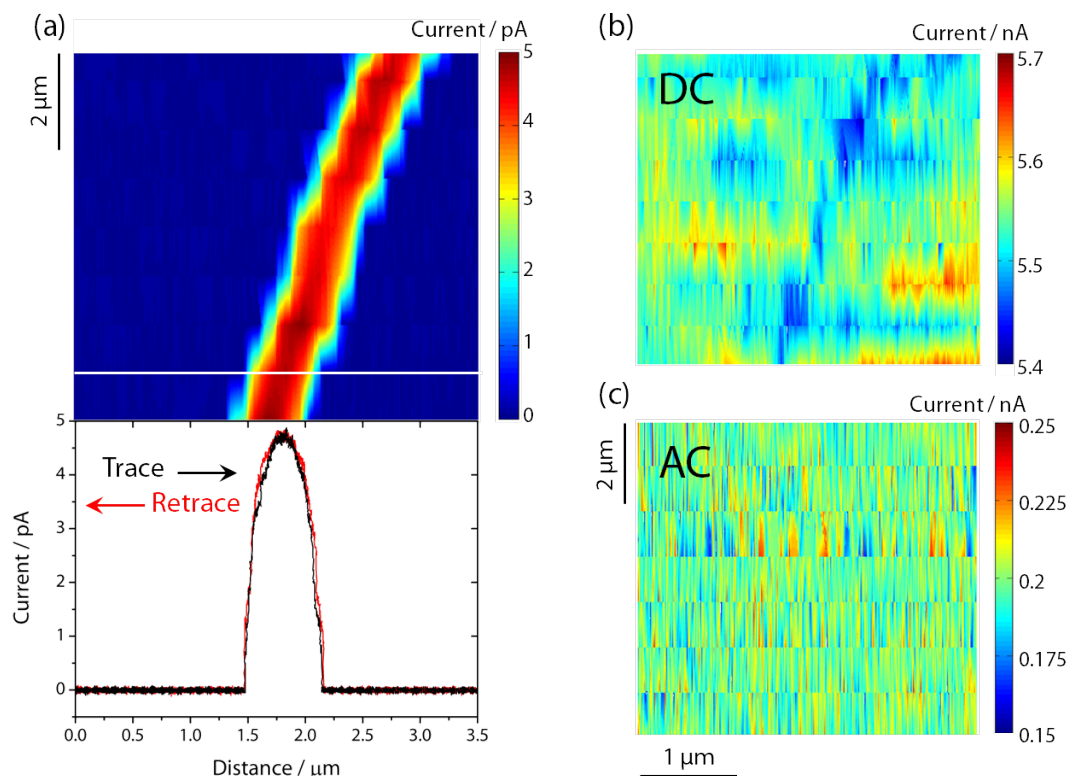 (a)
Current / pA
2 μm
5
4
3
2
1
0
5
4
3
2
1
0
Current / pA
Trace
Retrace
0.0 0.5 1.0 1.5 2.0 2.5 3.0 3.5
Distance / μm
(b)
Current / nA
DC
5.7
5.6
5.5
5.4
(c)
Current / nA
2 μm
AC
0.25
0.225
0.2
0.175
0.15
1 μm